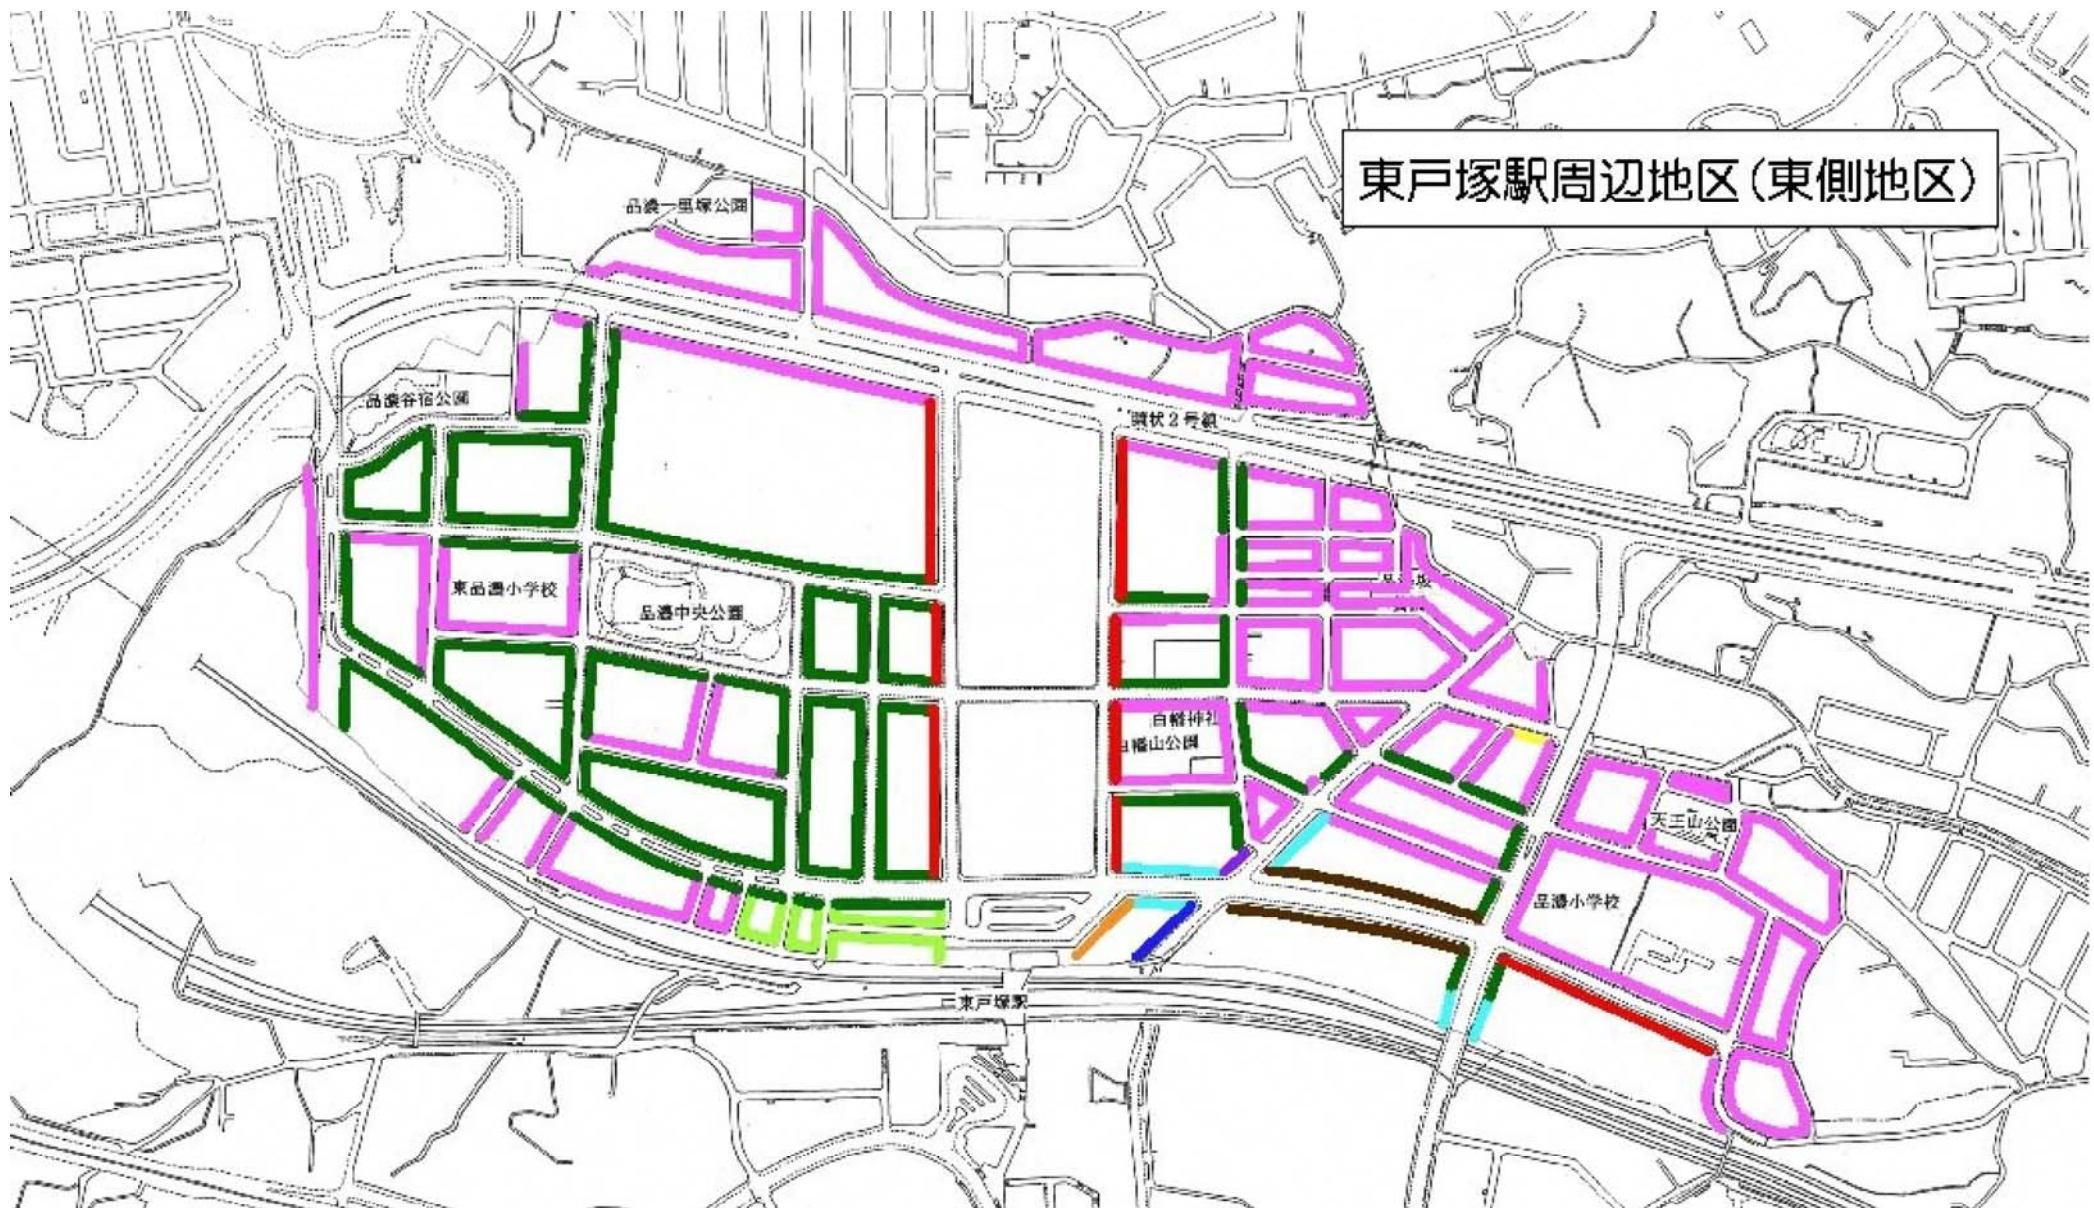 東戸塚駅周辺地区(東側地区)
品濃一里塚公園
品濃谷宿公園
環状2号線
東品濃小学校
品濃中央公園
白幡神社
白幡山公園
天王山公園
品濃小学校
東戸塚駅